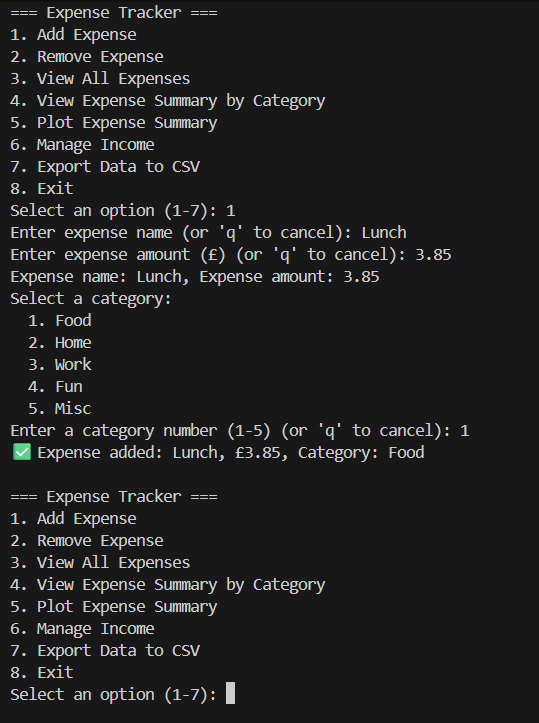 === Expense Tracker ===
1. Add Expense
2. Remove Expense
3. View All Expenses
4. View Expense Summary by Category
5. Plot Expense Summary
6. Manage Income
7. Export Data to CSV
8. Exit
Select an option (1-7): 1
Enter expense name (or 'q' to cancel): Lunch
Enter expense amount (£) (or 'q' to cancel): 3.85
Expense name: Lunch, Expense amount: 3.85
Select a category:
  1. Food
  2. Home
  3. Work
  4. Fun
  5. Misc
Enter a category number (1-5) (or 'q' to cancel): 1
✅ Expense added: Lunch, £3.85, Category: Food

=== Expense Tracker ===
1. Add Expense
2. Remove Expense
3. View All Expenses
4. View Expense Summary by Category
5. Plot Expense Summary
6. Manage Income
7. Export Data to CSV
8. Exit
Select an option (1-7):